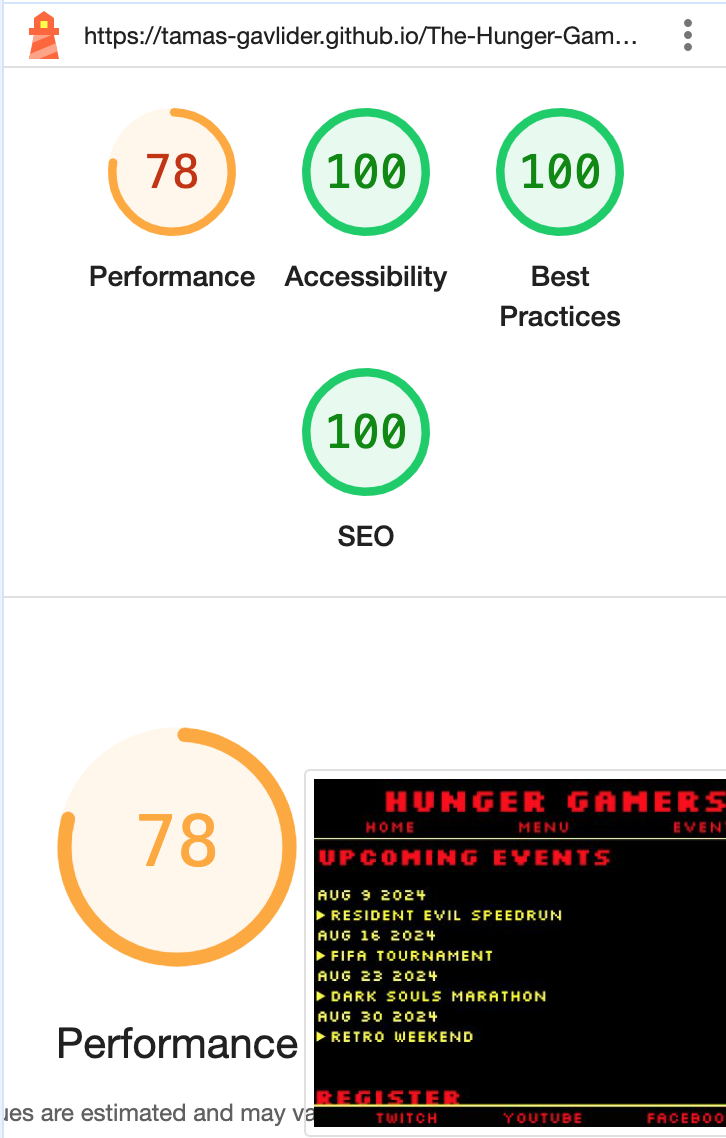 https://tamas-gavlider.github.io/The-Hunger-Gam...
78
100
100
Performance
Accessibility
Best
Practices
100
SEO
78
Performance
ues are estimated and may va
HUNGER GAMERS
HOME MENU EVEN
UPCOMING EVENTS
AUG 9 2024
▶RESIDENT EVIL SPEEDRUN
AUG 16 2024
▶FIFA TOURNAMENT
AUG 23 2024
▶DARK SOULS MARATHON
AUG 30 2024
▶RETRO WEEKEND
REGISTER
TWITCH YOUTUBE FACEBOO